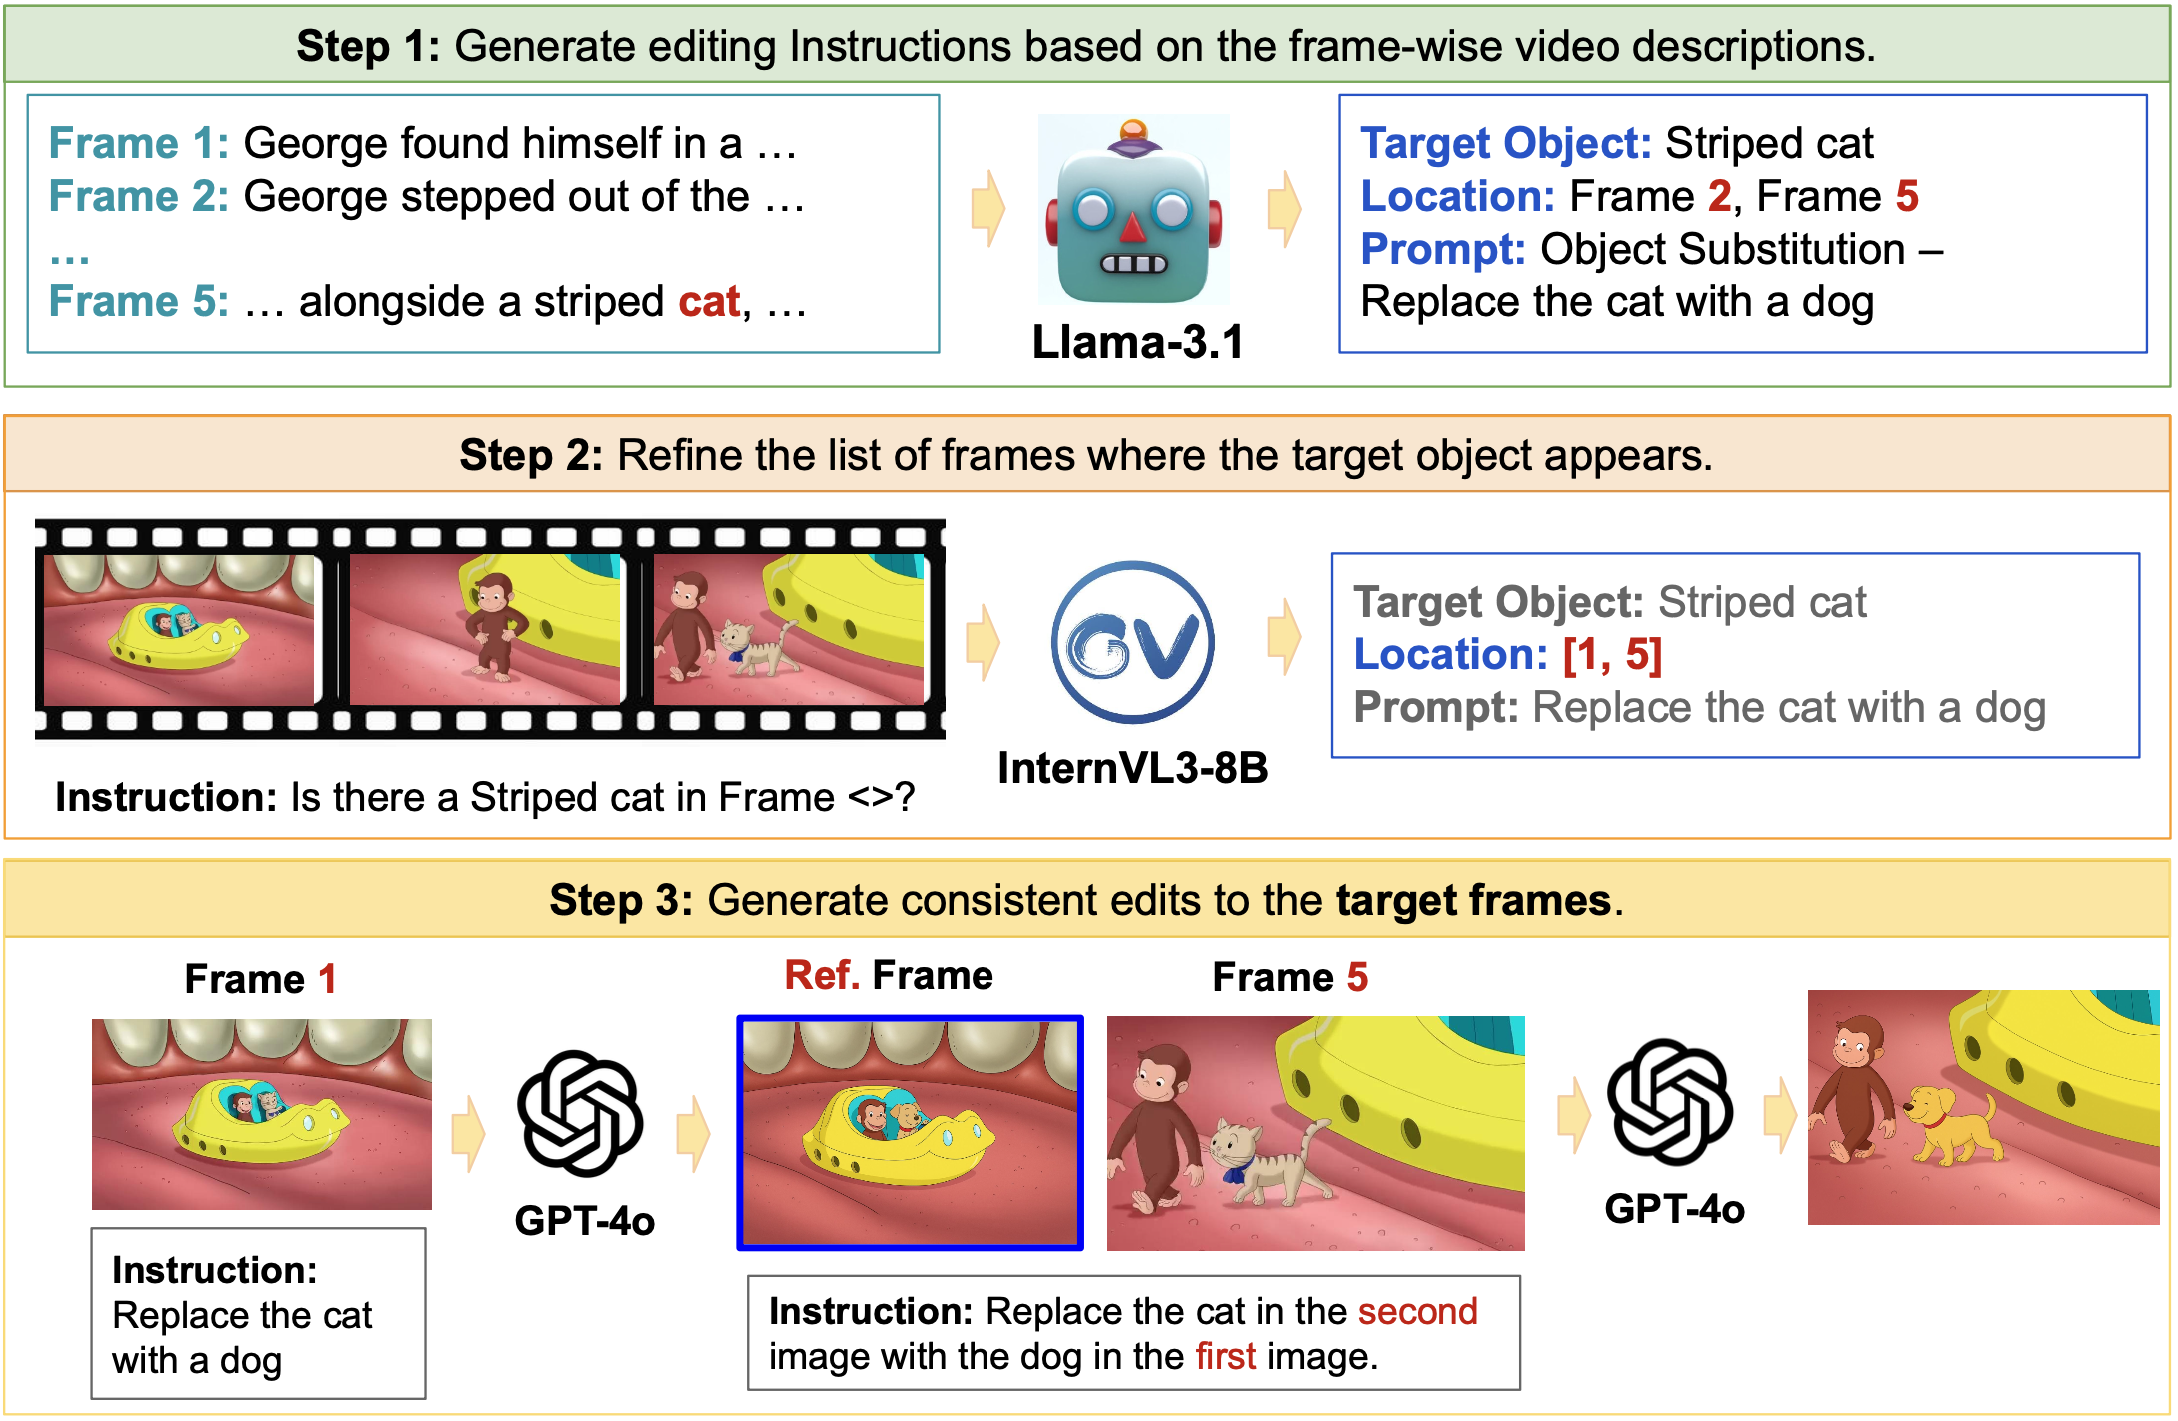 Step 1: Generate editing Instructions based on the frame-wise video descriptions.
Frame 1: George found himself in a …
Frame 2: George stepped out of the …
…
Frame 5: … alongside a striped cat, …
Llama-3.1
Target Object: Striped cat
Location: Frame 2, Frame 5
Prompt: Object Substitution –
Replace the cat with a dog
Step 2: Refine the list of frames where the target object appears.
Instruction: Is there a Striped cat in Frame <>?
GV
InternVL3-8B
Target Object: Striped cat
Location: [1, 5]
Prompt: Replace the cat with a dog
Step 3: Generate consistent edits to the target frames.
Frame 1
Instruction:
Replace the cat
with a dog
GPT-4o
Ref. Frame
Frame 5
Instruction: Replace the cat in the second
image with the dog in the first image.
GPT-4o